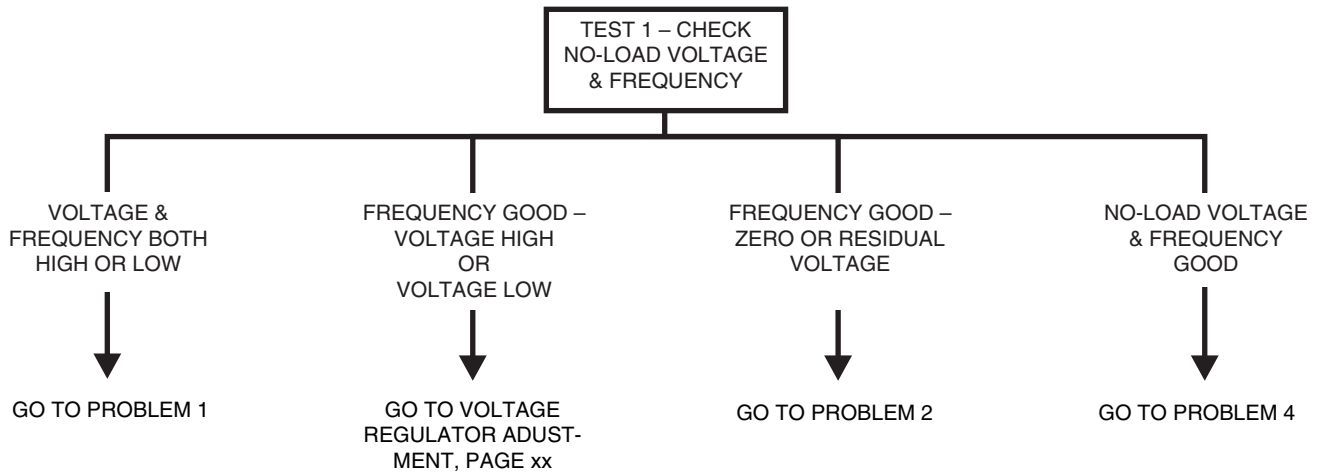 TEST 1 – CHECK
NO-LOAD VOLTAGE
& FREQUENCY
VOLTAGE &
FREQUENCY BOTH
HIGH OR LOW
FREQUENCY GOOD –
VOLTAGE HIGH
OR
VOLTAGE LOW
FREQUENCY GOOD –
ZERO OR RESIDUAL
VOLTAGE
NO-LOAD VOLTAGE
& FREQUENCY
GOOD
GO TO PROBLEM 1
GO TO VOLTAGE
REGULATOR ADUST-
MENT, PAGE xx
GO TO PROBLEM 2
GO TO PROBLEM 4